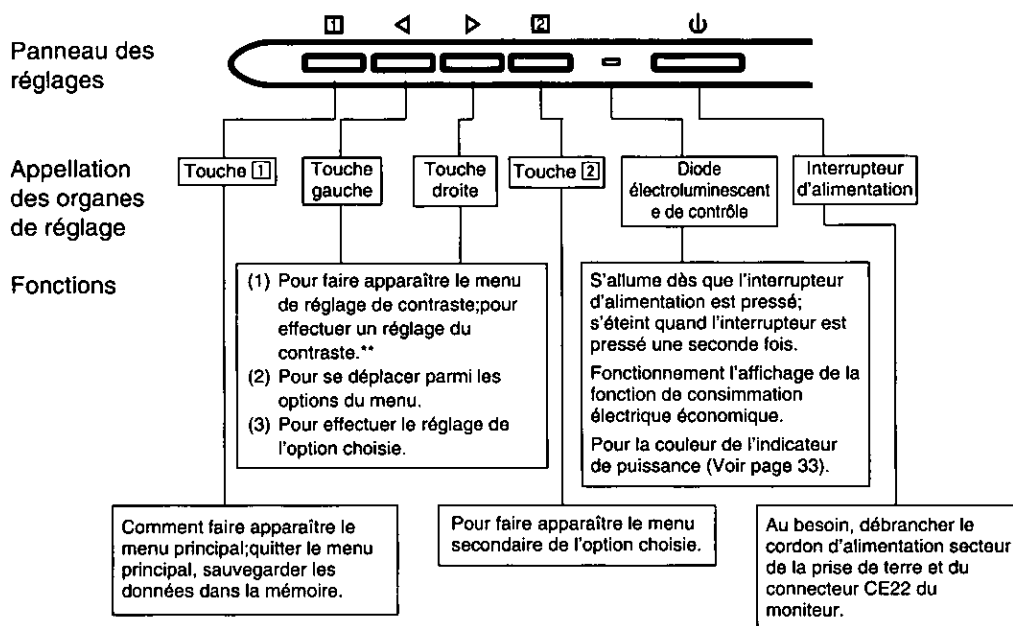 1 2
Panneau des
réglages
Appellation
des organes
de réglage
Touche 1
Touche
gauche
Touche
droite
Touche 2
Diode
électroluminescent
e de contrôle
Interrupteur
d'alimentation
Fonctions
(1) Pour faire apparaître le menu
de réglage de contraste;pour
effectuer un réglage du
contraste.**
(2) Pour se déplacer parmi les
options du menu.
(3) Pour effectuer le réglage de
l'option choisie.
S'allume dès que l'interrupteur
d'alimentation est pressé;
s'éteint quand l'interrupteur est
pressé une seconde fois.
Fonctionnement l'affichage de la
fonction de consimmation
électrique économique.
Pour la couleur de l'indicateur
de puissance (Voir page 33).
Comment faire apparaître le
menu principal;quitter le menu
principal, sauvegarder les
données dans la mémoire.
Pour faire apparaître le menu
secondaire de l'option choisie.
Au besoin, débrancher le
cordon d'alimentation secteur
de la prise de terre et du
connecteur CE22 du
moniteur.